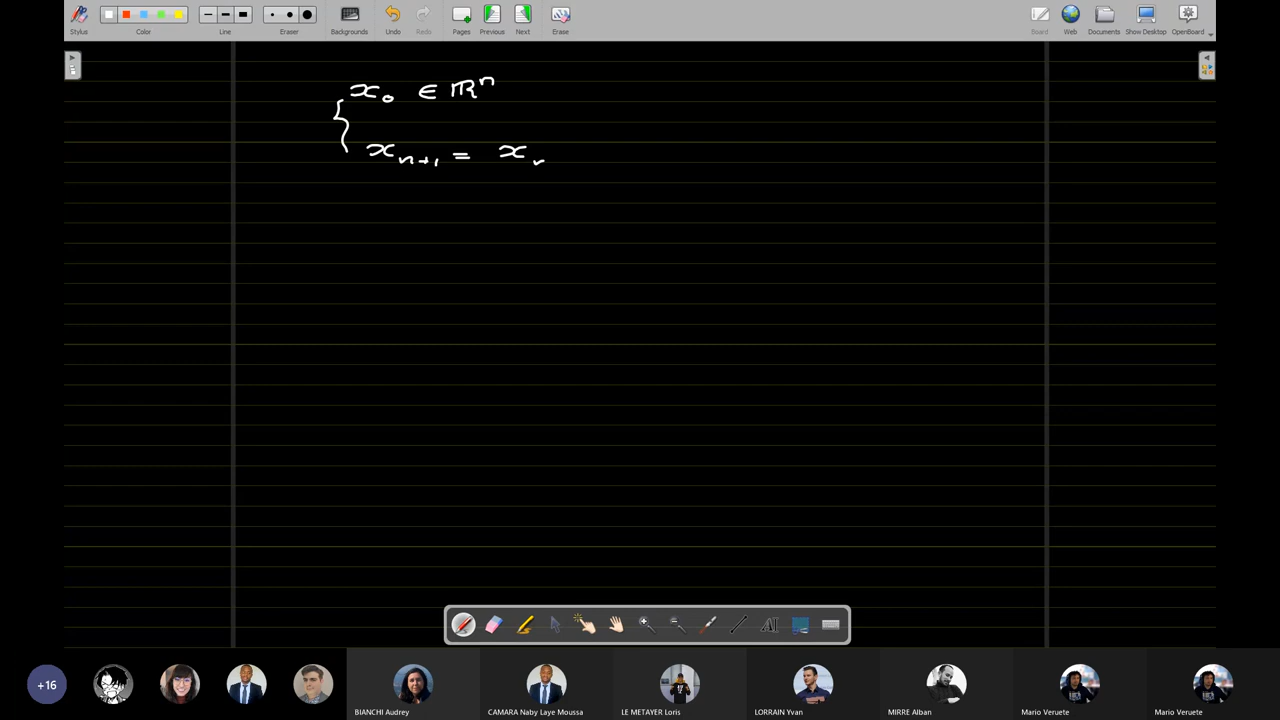 Stylus Color Line Eraser Backgrounds Undo Redo Pages Previous Next Erase Board Web Documents Show Desktop OpenBoard
x₀ ∈ ℝⁿ
xₙ₊₁ = x
AI
+16 BIANCHI Audrey CAMARA Naby Laye Moussa LE METAYER Loris LORRAIN Yvan MIRRE Alban Mario Veruete Mario Veruete